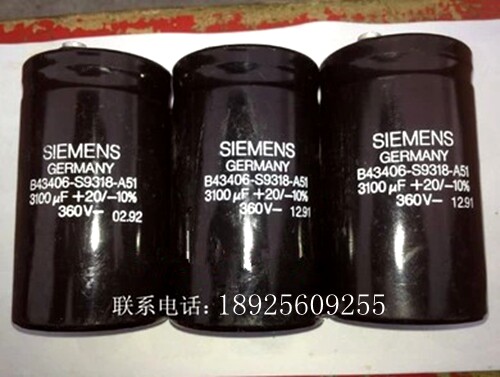 SIEMENS
GERMANY
B43406-S9318-A51
3100 µF +20/-10%
360V- 02.92
SIEMENS
GERMANY
B43406-S9318-A51
3100 µF +20/-10%
360V- 12.91
SIEMENS
GERMANY
B43406-S9318-A51
3100 µF +20/-10%
360V- 12.91
联系电话：18925609255